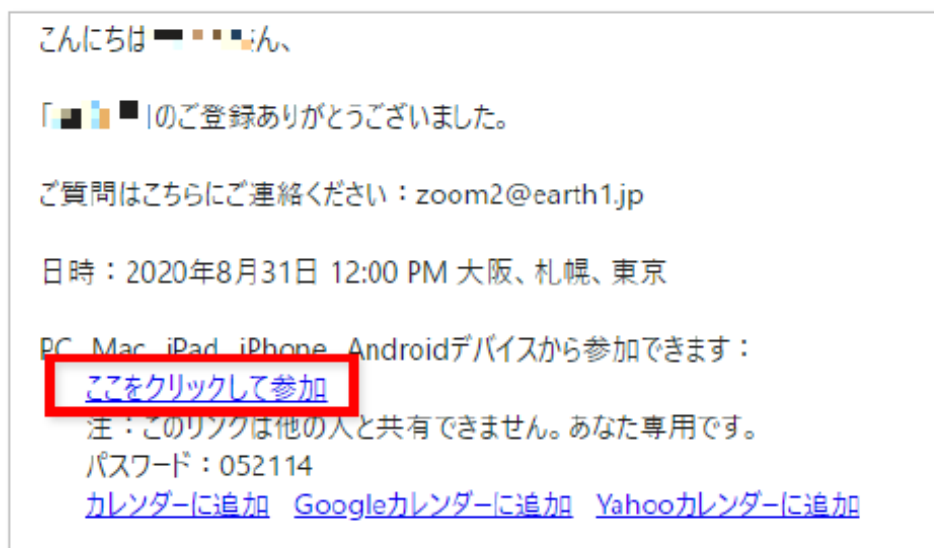 こんにちは さん、
「 」のご登録ありがとうございました。
ご質問はこちらにご連絡ください：zoom2@earth1.jp
日時：2020年8月31日 12:00 PM 大阪、札幌、東京
PC、Mac、iPad、iPhone、Androidデバイスから参加できます：
ここをクリックして参加
注：このリンクは他の人と共有できません。あなた専用です。
パスワード：052114
カレンダーに追加 Googleカレンダーに追加 Yahooカレンダーに追加